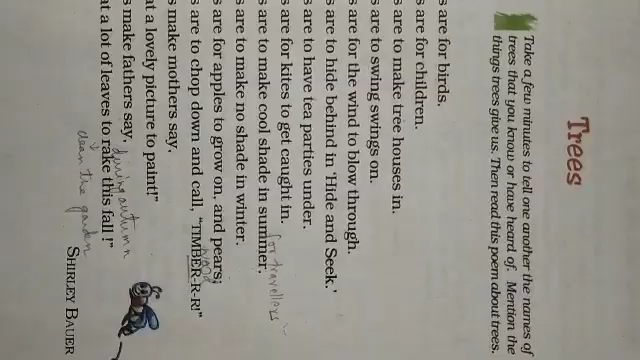 Trees
Take a few minutes to tell one another the names of
trees that you know or have heard of. Mention the
things trees give us. Then read this poem about trees.
s are for birds.
s are for children.
s are to make tree houses in.
s are to swing swings on.
s are for the wind to blow through.
s are to hide behind in 'Hide and Seek.'
s are to have tea parties under.
s are for kites to get caught in.
s are to make cool shade in summer. for travellers
s are to make no shade in winter.
s are for apples to grow on, and pears;
wood
s are to chop down and call, "TIMBER-R-R!"
s make mothers say.
at a lovely picture to paint!"
s make fathers say, during autumn
at a lot of leaves to rake this fall!"
clean the garden
SHIRLEY BAUER